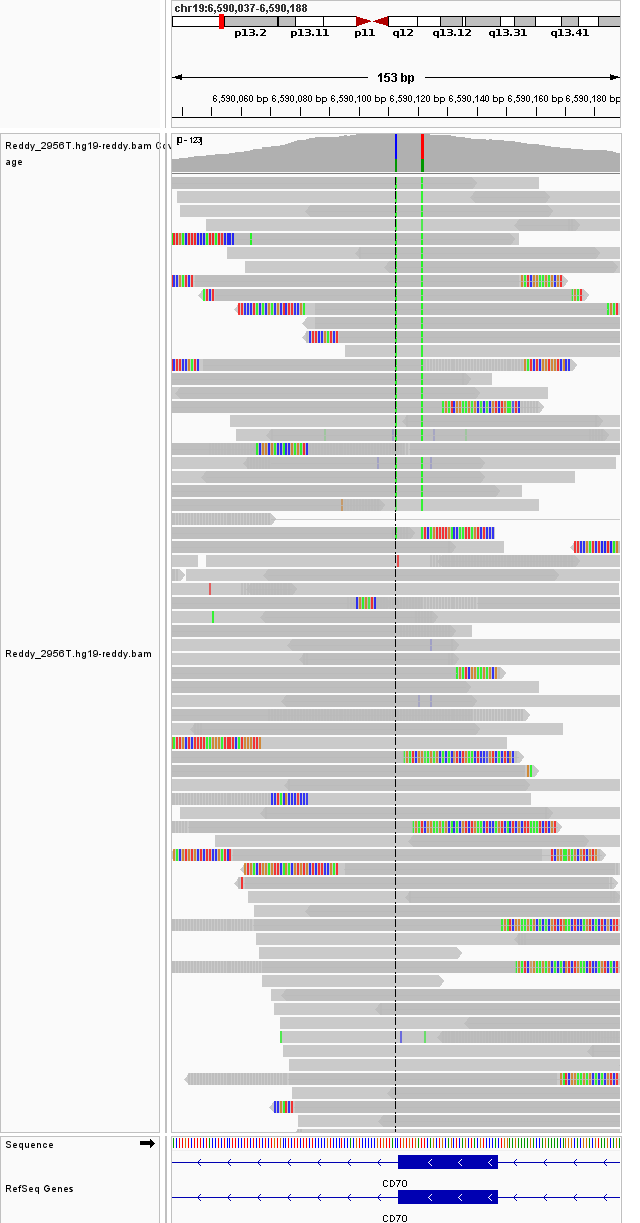 chr19:6,590,037-6,590,188
p13.2 p13.11 p11 q12 q13.12 q13.31 q13.41
153 bp
6,590,060 bp 6,590,080 bp 6,590,100 bp 6,590,120 bp 6,590,140 bp 6,590,160 bp 6,590,180 bp
Reddy_2956T.hg19-reddy.bam Cov
age
[0 - 123]
Reddy_2956T.hg19-reddy.bam
Sequence
CD70
RefSeq Genes
CD70